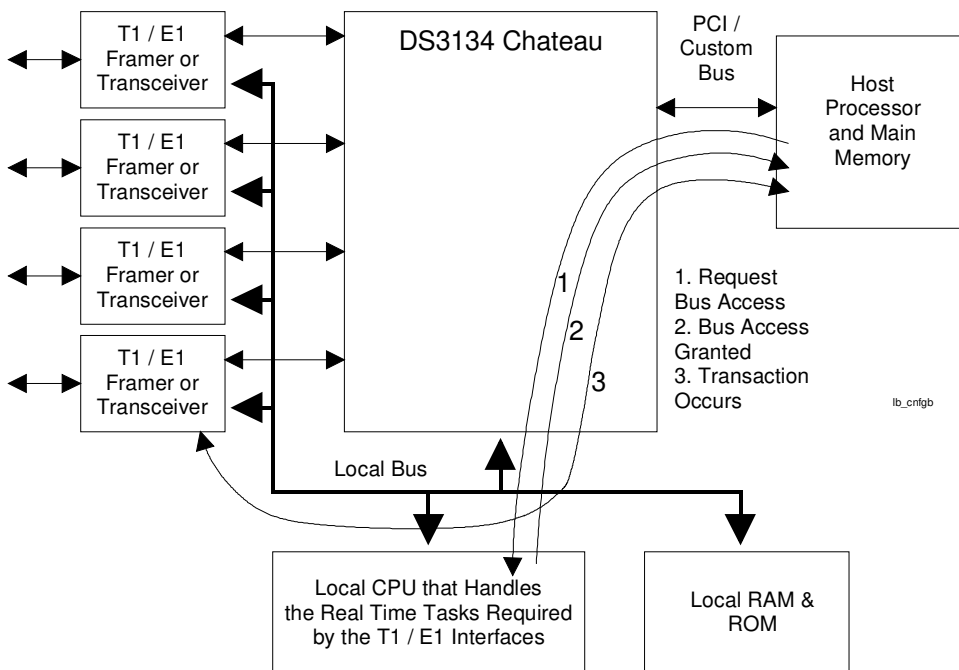 T1 / E1
Framer or
Transceiver
T1 / E1
Framer or
Transceiver
T1 / E1
Framer or
Transceiver
T1 / E1
Framer or
Transceiver
DS3134 Chateau
PCI /
Custom
Bus
Host
Processor
and Main
Memory
1
2
3
1. Request
Bus Access
2. Bus Access
Granted
3. Transaction
Occurs
lb_cnfgb
Local Bus
Local CPU that Handles
the Real Time Tasks Required
by the T1 / E1 Interfaces
Local RAM &
ROM